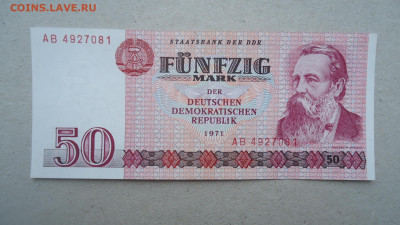 COINS.LAVE.RU
AB 4927081
STAATSBANK DER DDR
FÜNFZIG
MARK
DER
DEUTSCHEN
DEMOKRATISCHEN
REPUBLIK
1971
AB 4927081
50
50